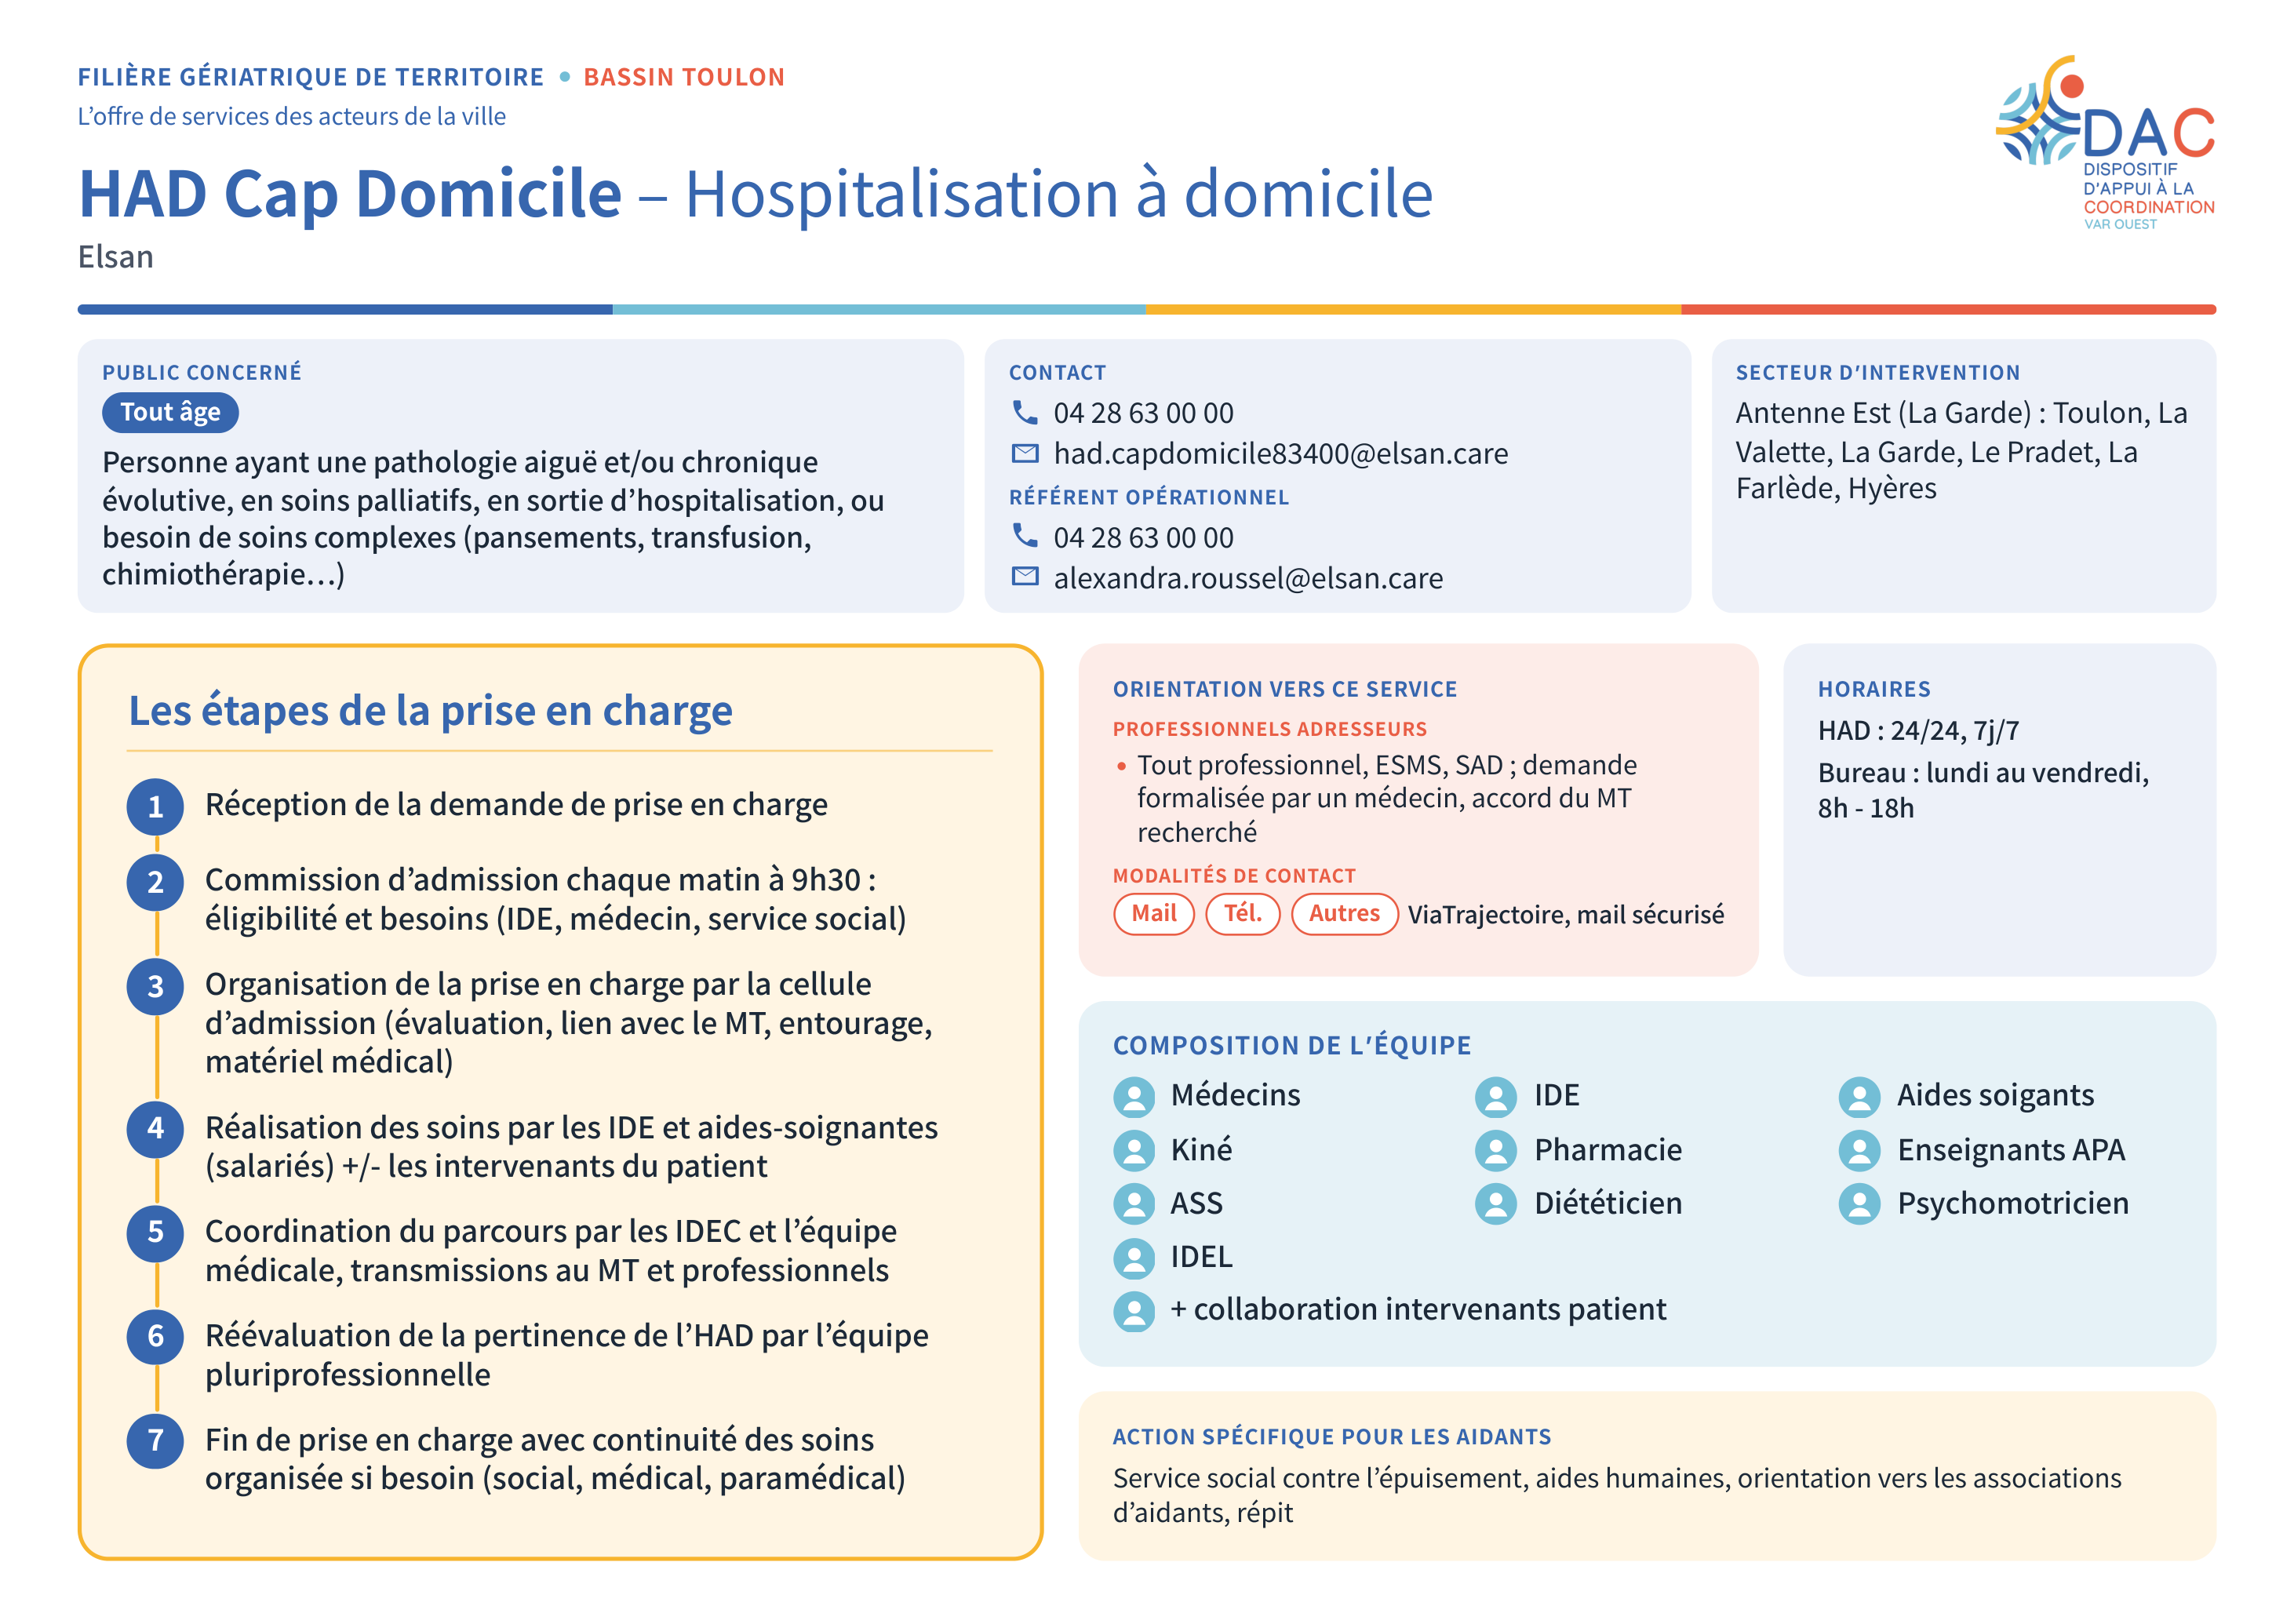 FILIÈRE GÉRIATRIQUE DE TERRITOIRE • BASSIN TOULON
L’offre de services des acteurs de la ville
HAD Cap Domicile – Hospitalisation à domicile
Elsan
DAC
DISPOSITIF
D'APPUI À LA
COORDINATION
VAR OUEST
PUBLIC CONCERNÉ
Tout âge
Personne ayant une pathologie aiguë et/ou chronique
évolutive, en soins palliatifs, en sortie d’hospitalisation, ou
besoin de soins complexes (pansements, transfusion,
chimiothérapie…)
CONTACT
04 28 63 00 00
had.capdomicile83400@elsan.care
RÉFÉRENT OPÉRATIONNEL
04 28 63 00 00
alexandra.roussel@elsan.care
SECTEUR D'INTERVENTION
Antenne Est (La Garde) : Toulon, La
Valette, La Garde, Le Pradet, La
Farlède, Hyères
Les étapes de la prise en charge
1 Réception de la demande de prise en charge
2 Commission d’admission chaque matin à 9h30 :
éligibilité et besoins (IDE, médecin, service social)
3 Organisation de la prise en charge par la cellule
d’admission (évaluation, lien avec le MT, entourage,
matériel médical)
4 Réalisation des soins par les IDE et aides-soignantes
(salariés) +/- les intervenants du patient
5 Coordination du parcours par les IDEC et l’équipe
médicale, transmissions au MT et professionnels
6 Réévaluation de la pertinence de l’HAD par l’équipe
pluriprofessionnelle
7 Fin de prise en charge avec continuité des soins
organisée si besoin (social, médical, paramédical)
ORIENTATION VERS CE SERVICE
PROFESSIONNELS ADRESSEURS
• Tout professionnel, ESMS, SAD ; demande
formalisée par un médecin, accord du MT
recherché
MODALITÉS DE CONTACT
Mail Tél. Autres ViaTrajectoire, mail sécurisé
HORAIRES
HAD : 24/24, 7j/7
Bureau : lundi au vendredi,
8h - 18h
COMPOSITION DE L'ÉQUIPE
Médecins IDE Aides soigants
Kiné Pharmacie Enseignants APA
ASS Diététicien Psychomotricien
IDEL
+ collaboration intervenants patient
ACTION SPÉCIFIQUE POUR LES AIDANTS
Service social contre l’épuisement, aides humaines, orientation vers les associations
d’aidants, répit